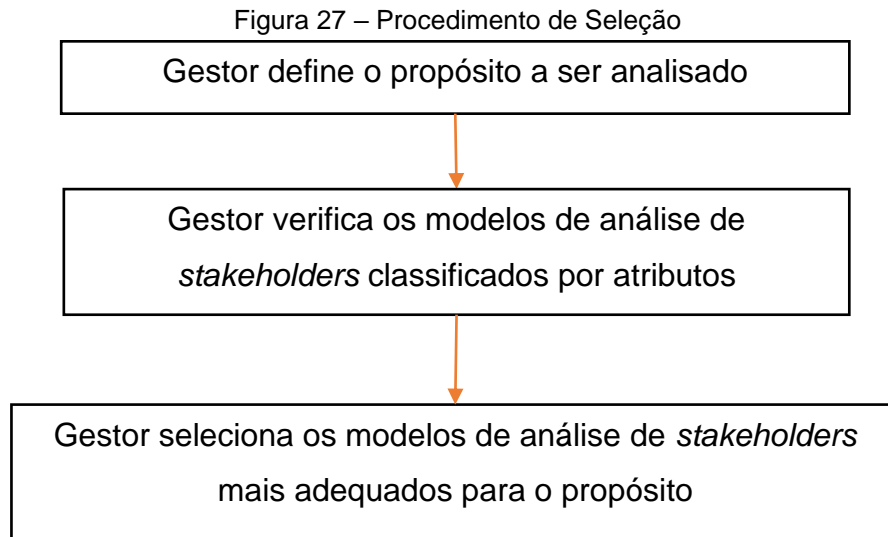 Figura 27 – Procedimento de Seleção
Gestor define o propósito a ser analisado
Gestor verifica os modelos de análise de
stakeholders classificados por atributos
Gestor seleciona os modelos de análise de stakeholders
mais adequados para o propósito